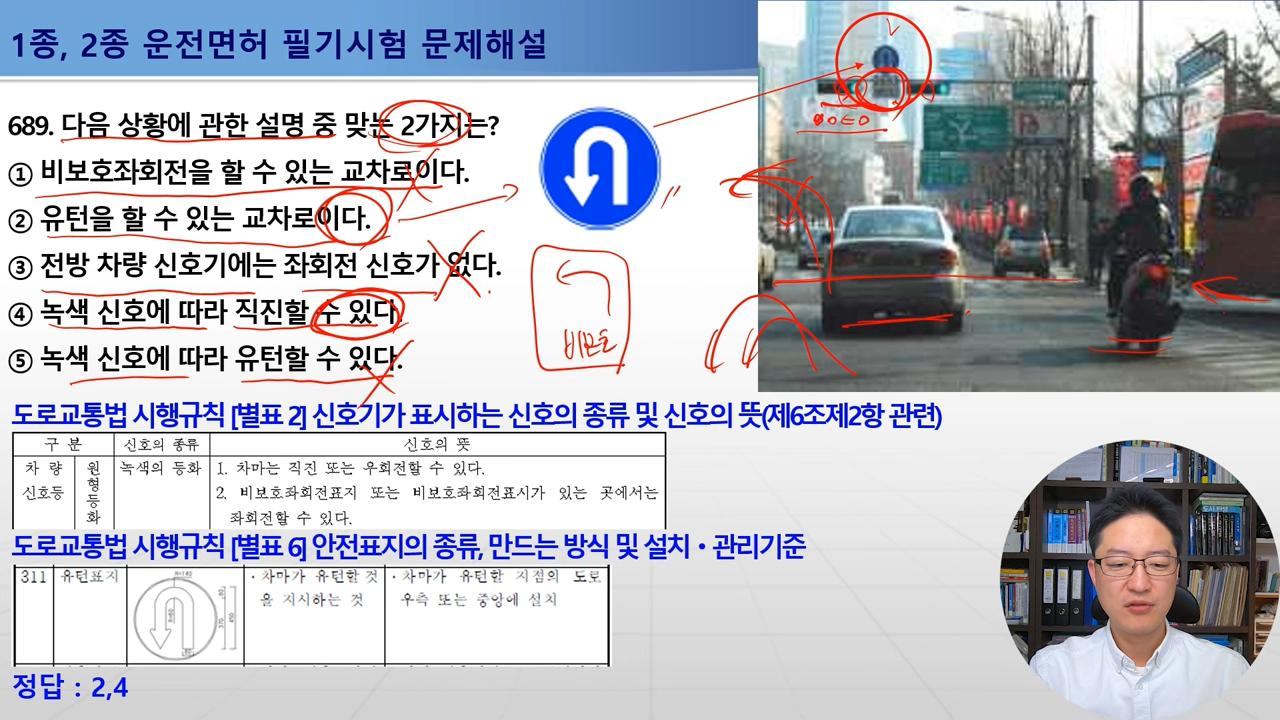 1종, 2종 운전면허 필기시험 문제해설
689. 다음 상황에 관한 설명 중 맞는 2가지는?
① 비보호좌회전을 할 수 있는 교차로이다.
② 유턴을 할 수 있는 교차로이다.
③ 전방 차량 신호기에는 좌회전 신호가 없다.
④ 녹색 신호에 따라 직진할 수 있다.
⑤ 녹색 신호에 따라 유턴할 수 있다.
비보호
도로교통법 시행규칙 [별표 2] 신호기가 표시하는 신호의 종류 및 신호의 뜻(제6조제2항 관련)
구 분 신호의 종류 신호의 뜻
차 량 신호등 원형등화 녹색의 등화 1. 차마는 직진 또는 우회전할 수 있다.
2. 비보호좌회전표지 또는 비보호좌회전표시가 있는 곳에서는
좌회전할 수 있다.
도로교통법 시행규칙 [별표 6] 안전표지의 종류, 만드는 방식 및 설치・관리기준
311 유턴표지 · 차마가 유턴할 것 · 차마가 유턴할 지점의 도로
을 지시하는 것 우측 또는 중앙에 설치
정답 : 2,4